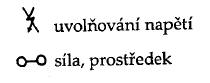 uvolňování napětí
síla, prostředek